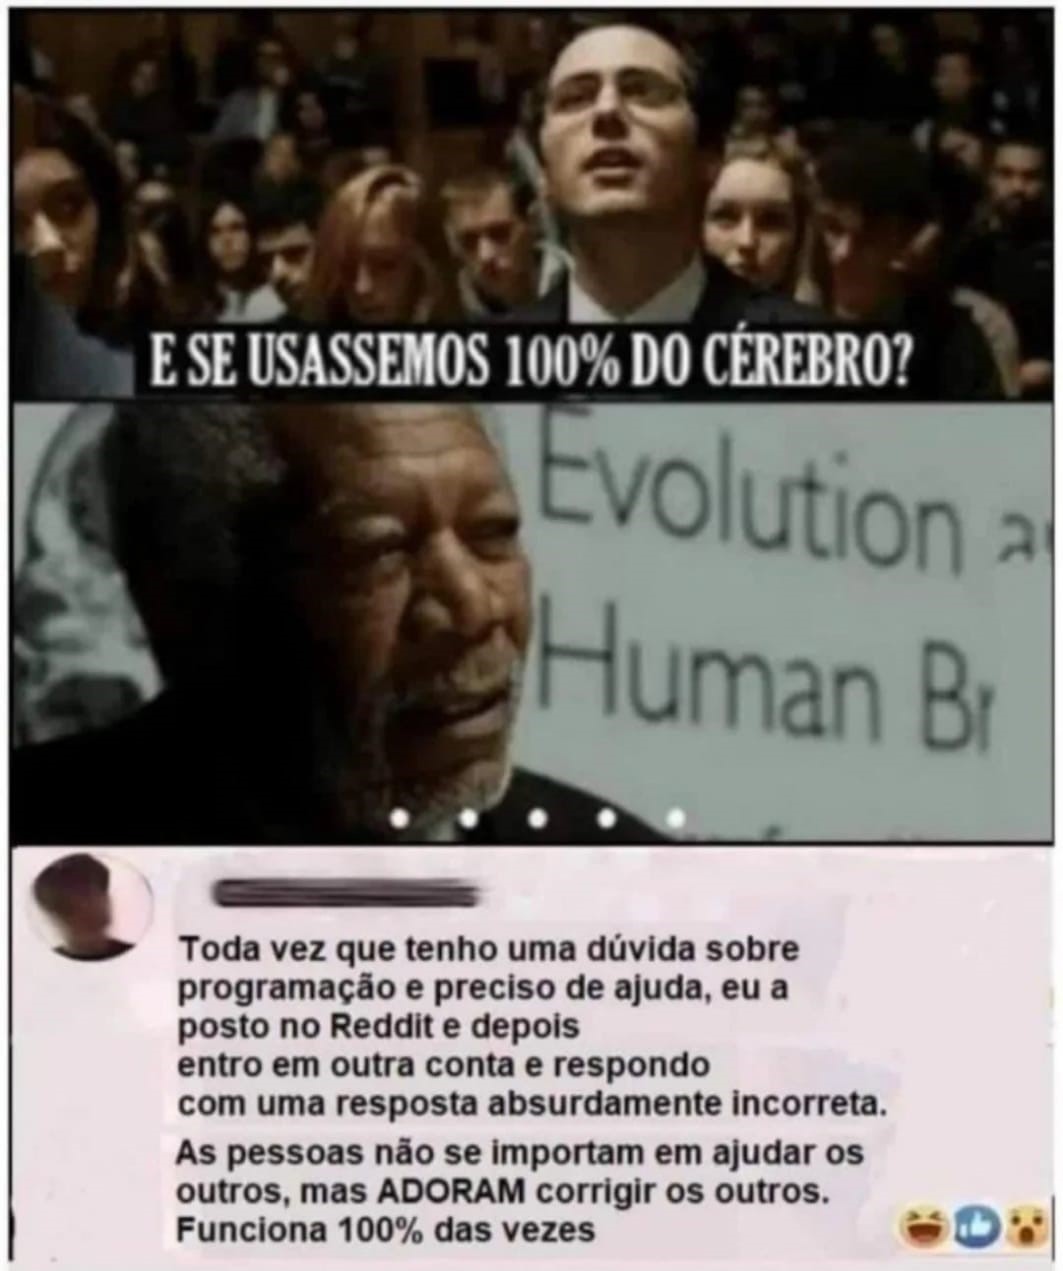 E SE USASSEMOS 100% DO CÉREBRO?
Evolution a
Human Br
Toda vez que tenho uma dúvida sobre
programação e preciso de ajuda, eu a
posto no Reddit e depois
entro em outra conta e respondo
com uma resposta absurdamente incorreta.
As pessoas não se importam em ajudar os
outros, mas ADORAM corrigir os outros.
Funciona 100% das vezes